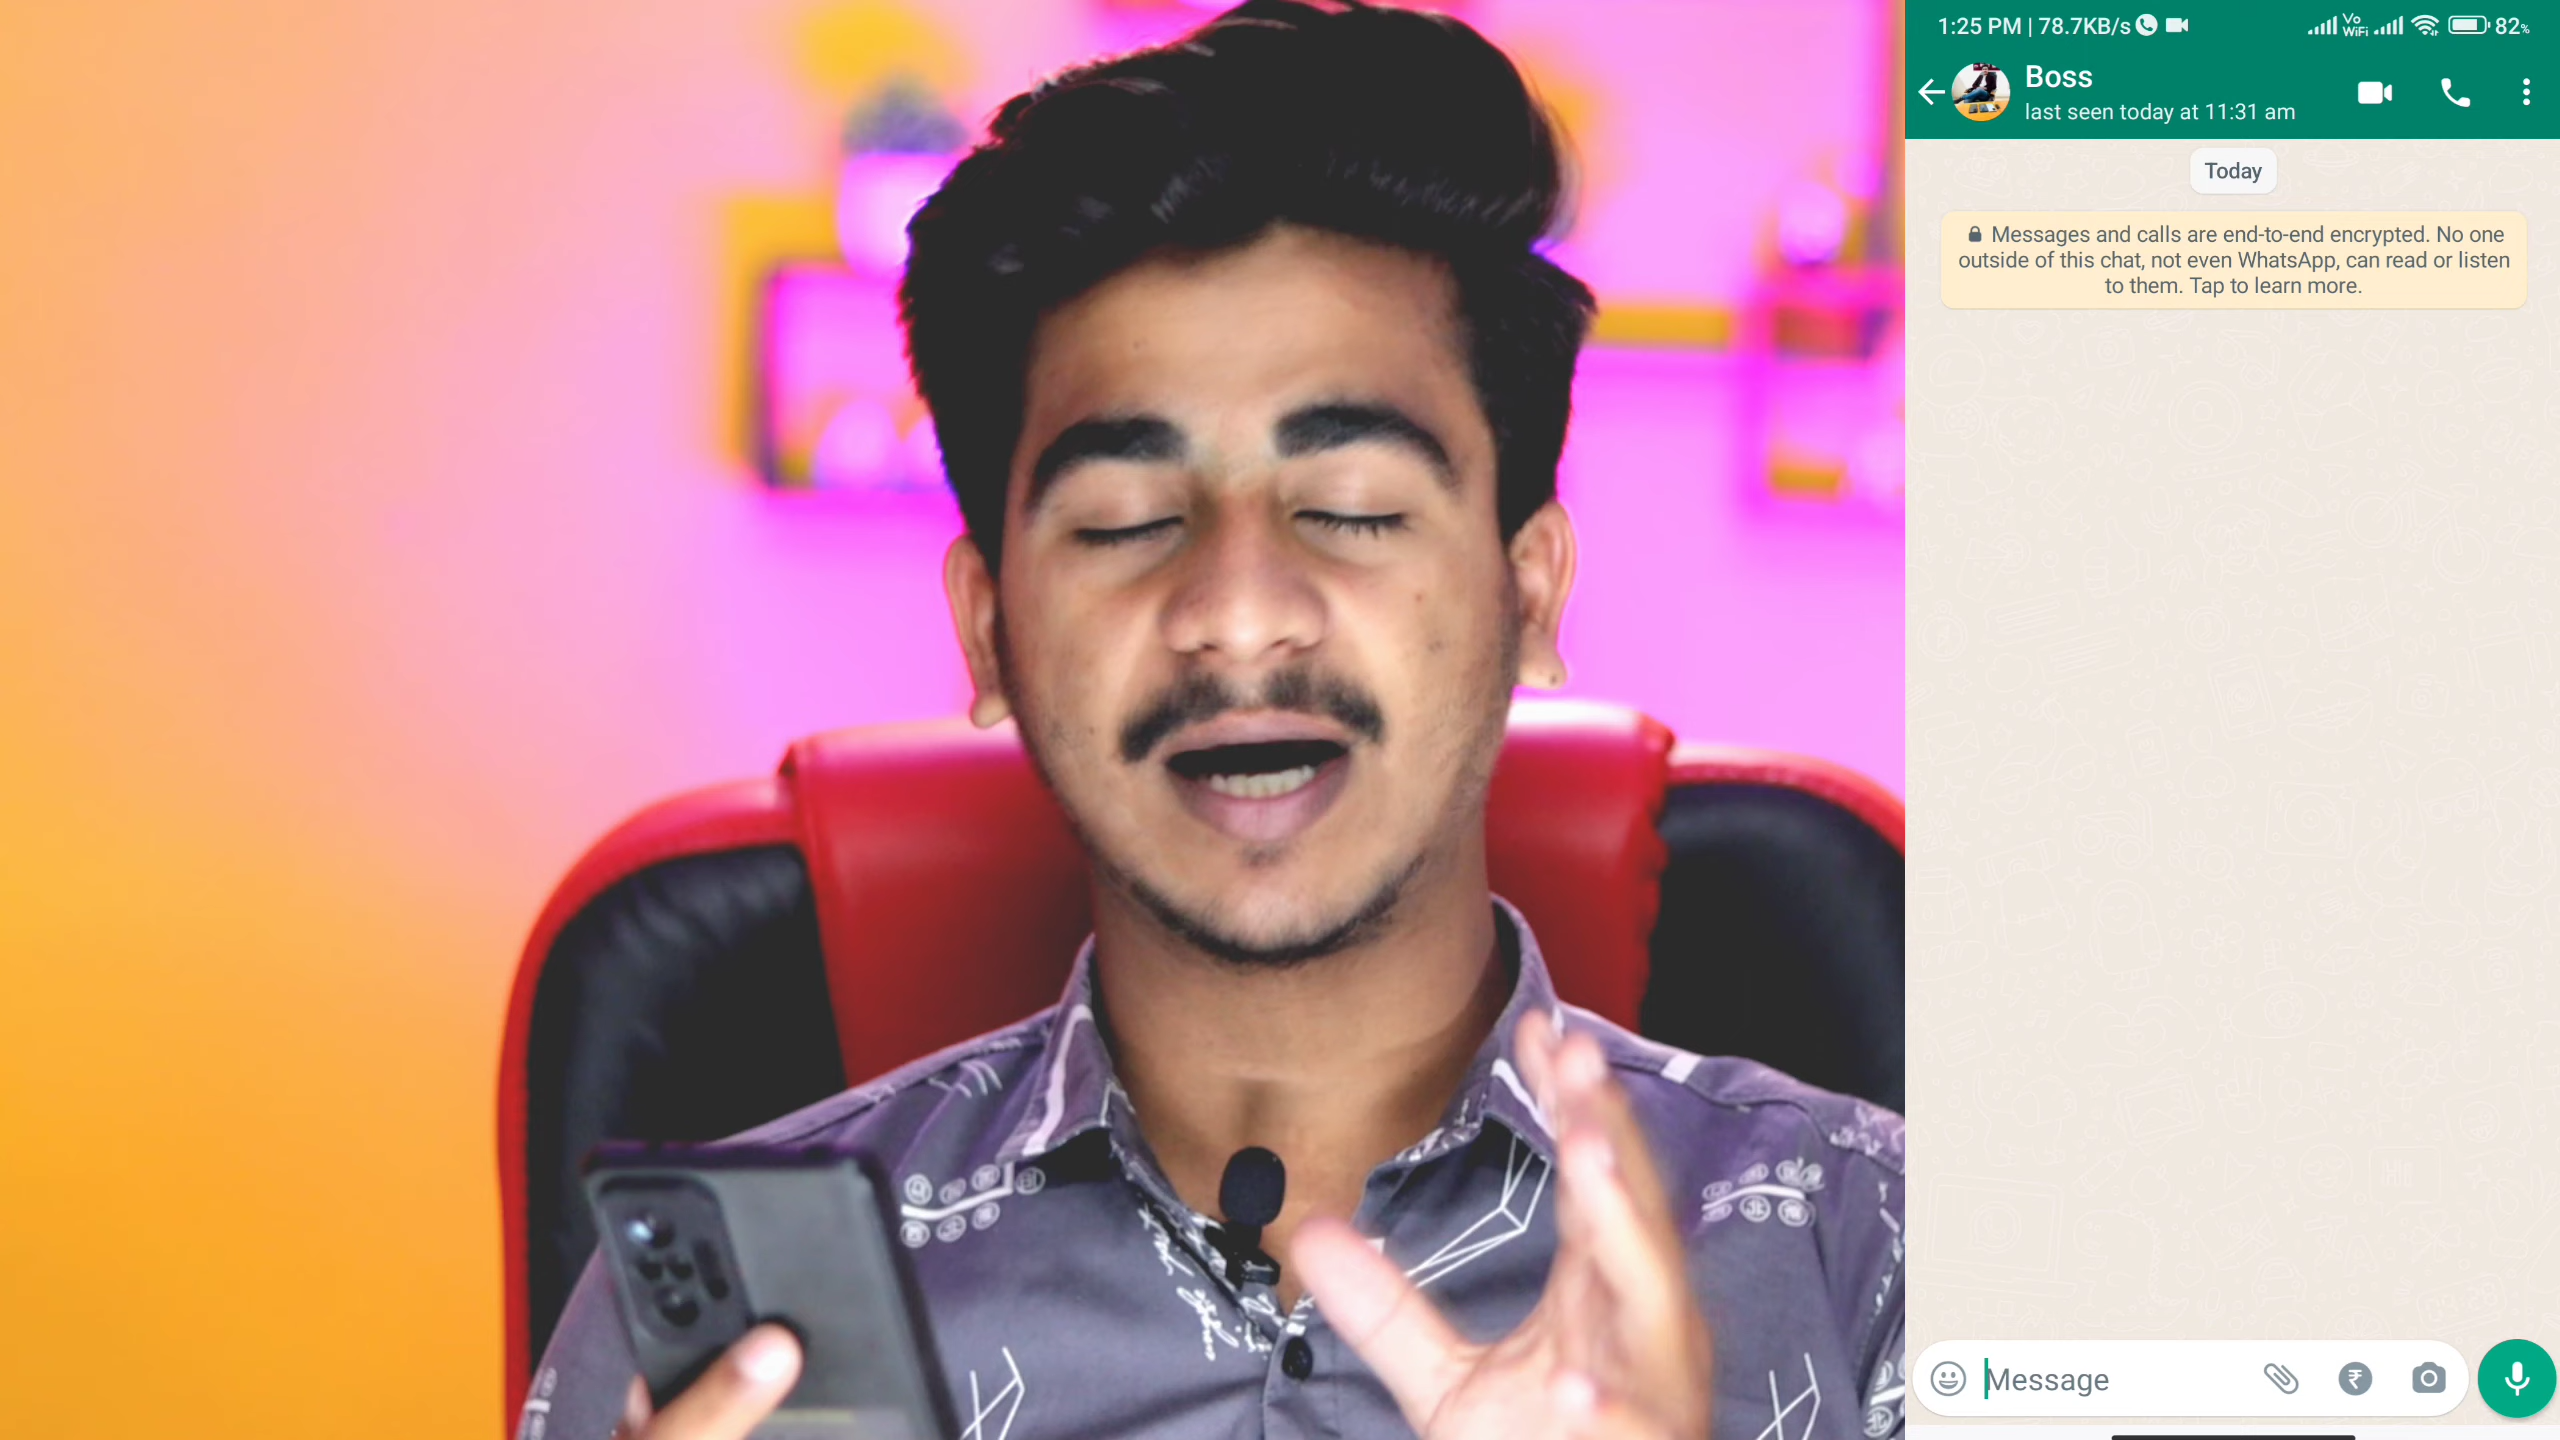 1:25 PM | 78.7KB/s
Vo
WiFi
82%
Boss
last seen today at 11:31 am
Today
Messages and calls are end-to-end encrypted. No one
outside of this chat, not even WhatsApp, can read or listen
to them. Tap to learn more.
Message
₹